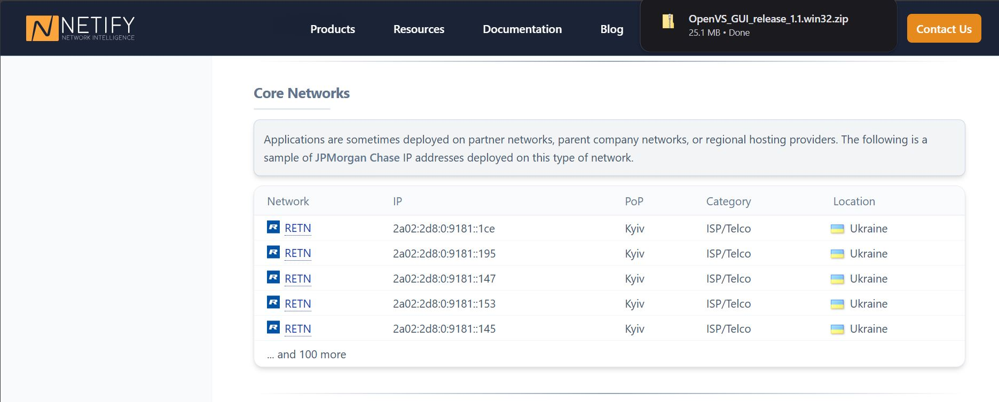 NETIFY
NETWORK INTELLIGENCE
Products Resources Documentation Blog
OpenVS_GUI_release_1.1.win32.zip
25.1 MB • Done
Contact Us
Core Networks
Applications are sometimes deployed on partner networks, parent company networks, or regional hosting providers. The following is a
sample of JPMorgan Chase IP addresses deployed on this type of network.
Network IP PoP Category Location
RETN 2a02:2d8:0:9181::1ce Kyiv ISP/Telco Ukraine
RETN 2a02:2d8:0:9181::195 Kyiv ISP/Telco Ukraine
RETN 2a02:2d8:0:9181::147 Kyiv ISP/Telco Ukraine
RETN 2a02:2d8:0:9181::153 Kyiv ISP/Telco Ukraine
RETN 2a02:2d8:0:9181::145 Kyiv ISP/Telco Ukraine
... and 100 more